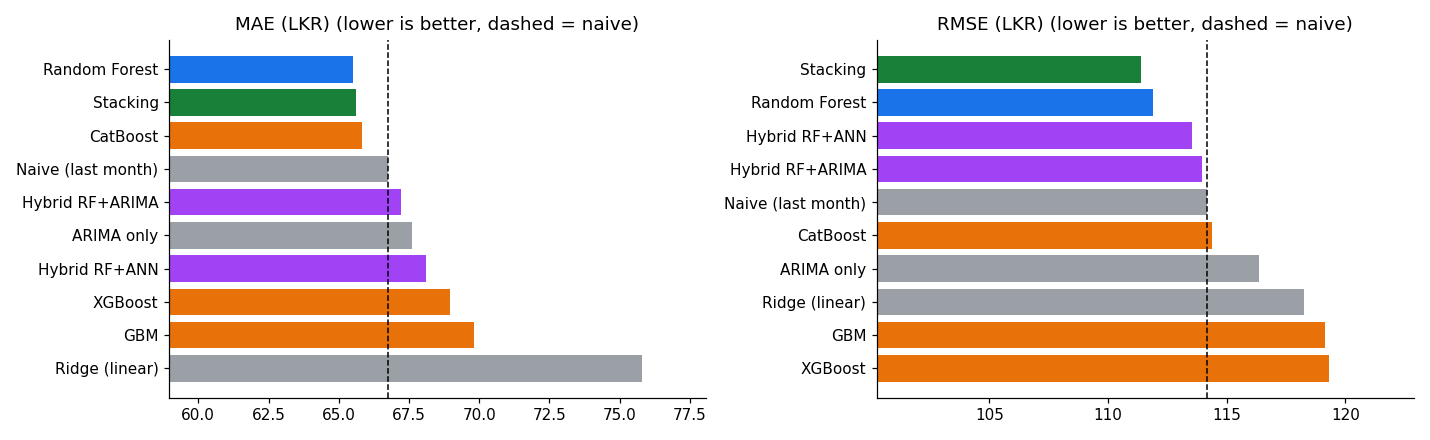 MAE (LKR) (lower is better, dashed = naive)
Random Forest
Stacking
CatBoost
Naive (last month)
Hybrid RF+ARIMA
ARIMA only
Hybrid RF+ANN
XGBoost
GBM
Ridge (linear)
60.0 62.5 65.0 67.5 70.0 72.5 75.0 77.5
RMSE (LKR) (lower is better, dashed = naive)
Stacking
Random Forest
Hybrid RF+ANN
Hybrid RF+ARIMA
Naive (last month)
CatBoost
ARIMA only
Ridge (linear)
GBM
XGBoost
105 110 115 120